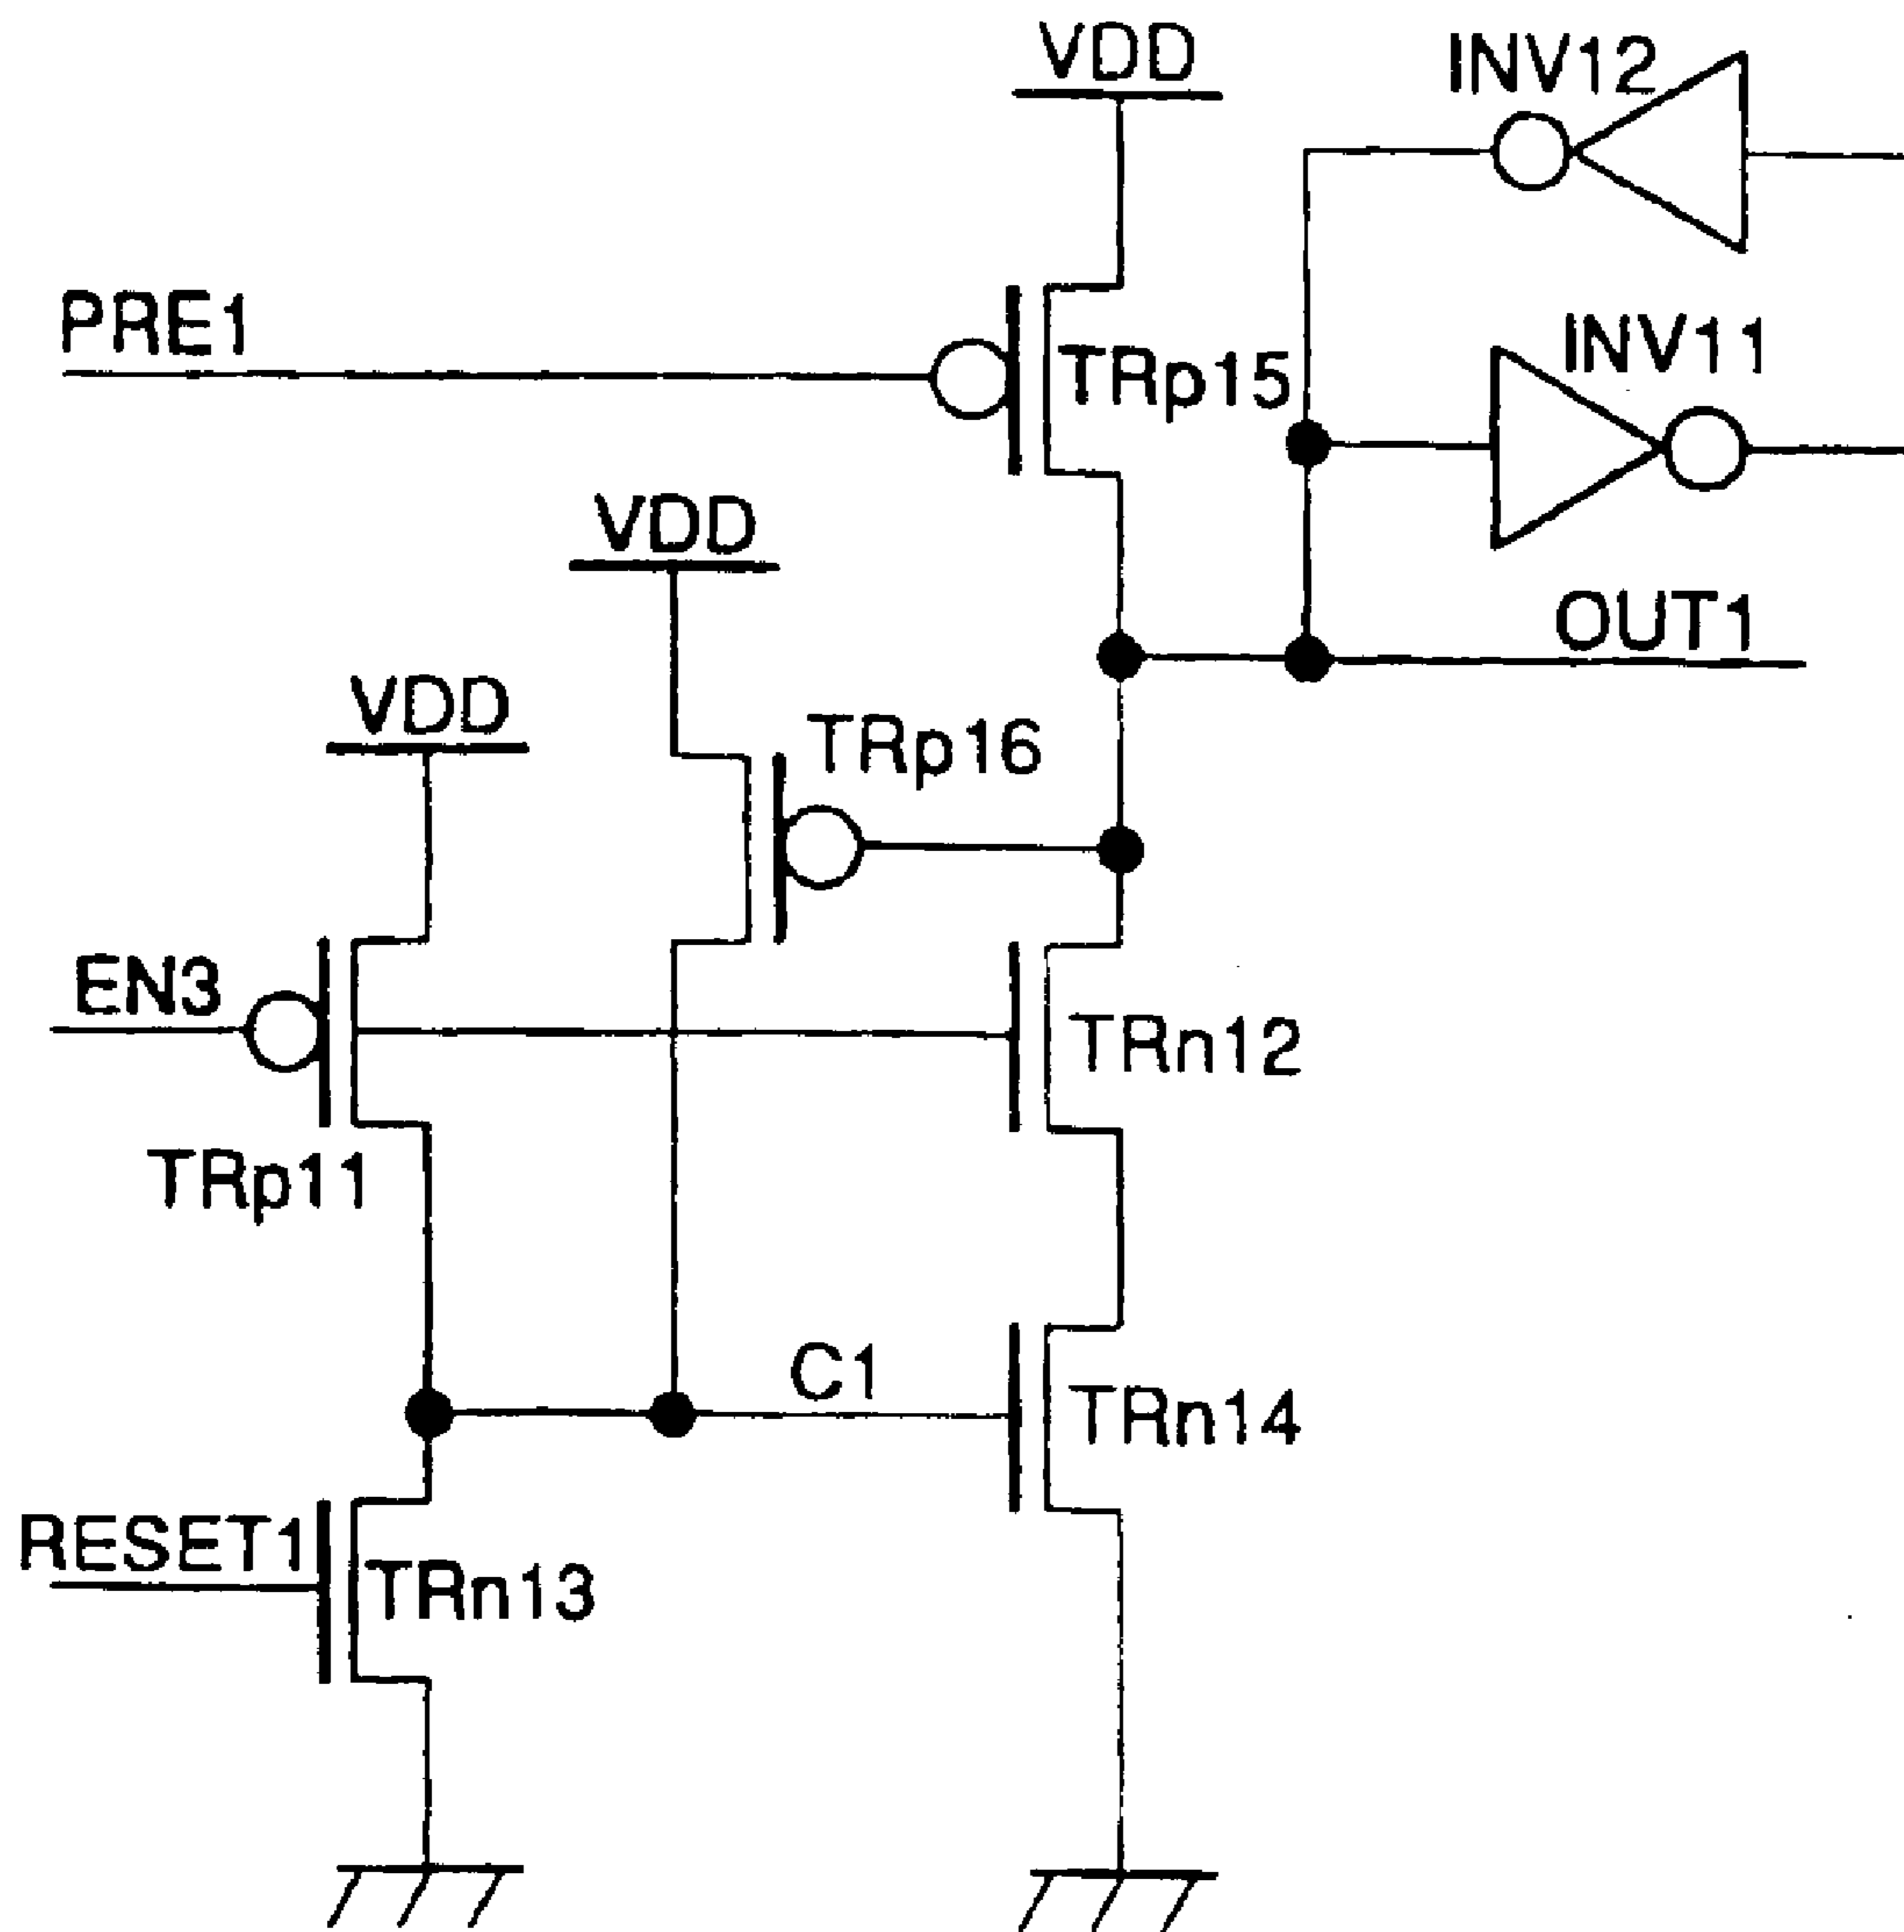 VDD
INV12
PRE1
TRp15
INV11
VDD
OUT1
VDD
TRp16
EN3
TRn12
TRp11
C1
TRn14
RESET1
TRn13